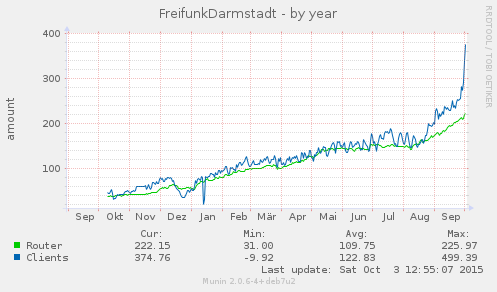 FreifunkDarmstadt - by year
RRDTOOL / TOBI OETIKER
amount
400
300
200
100
Sep Okt Nov Dez Jan Feb Mär Apr Mai Jun Jul Aug Sep
Cur: Min: Avg: Max:
Router 222.15 31.00 109.75 225.97
Clients 374.76 -9.92 122.83 499.39
Last update: Sat Oct 3 12:55:07 2015
Munin 2.0.6-4+deb7u2